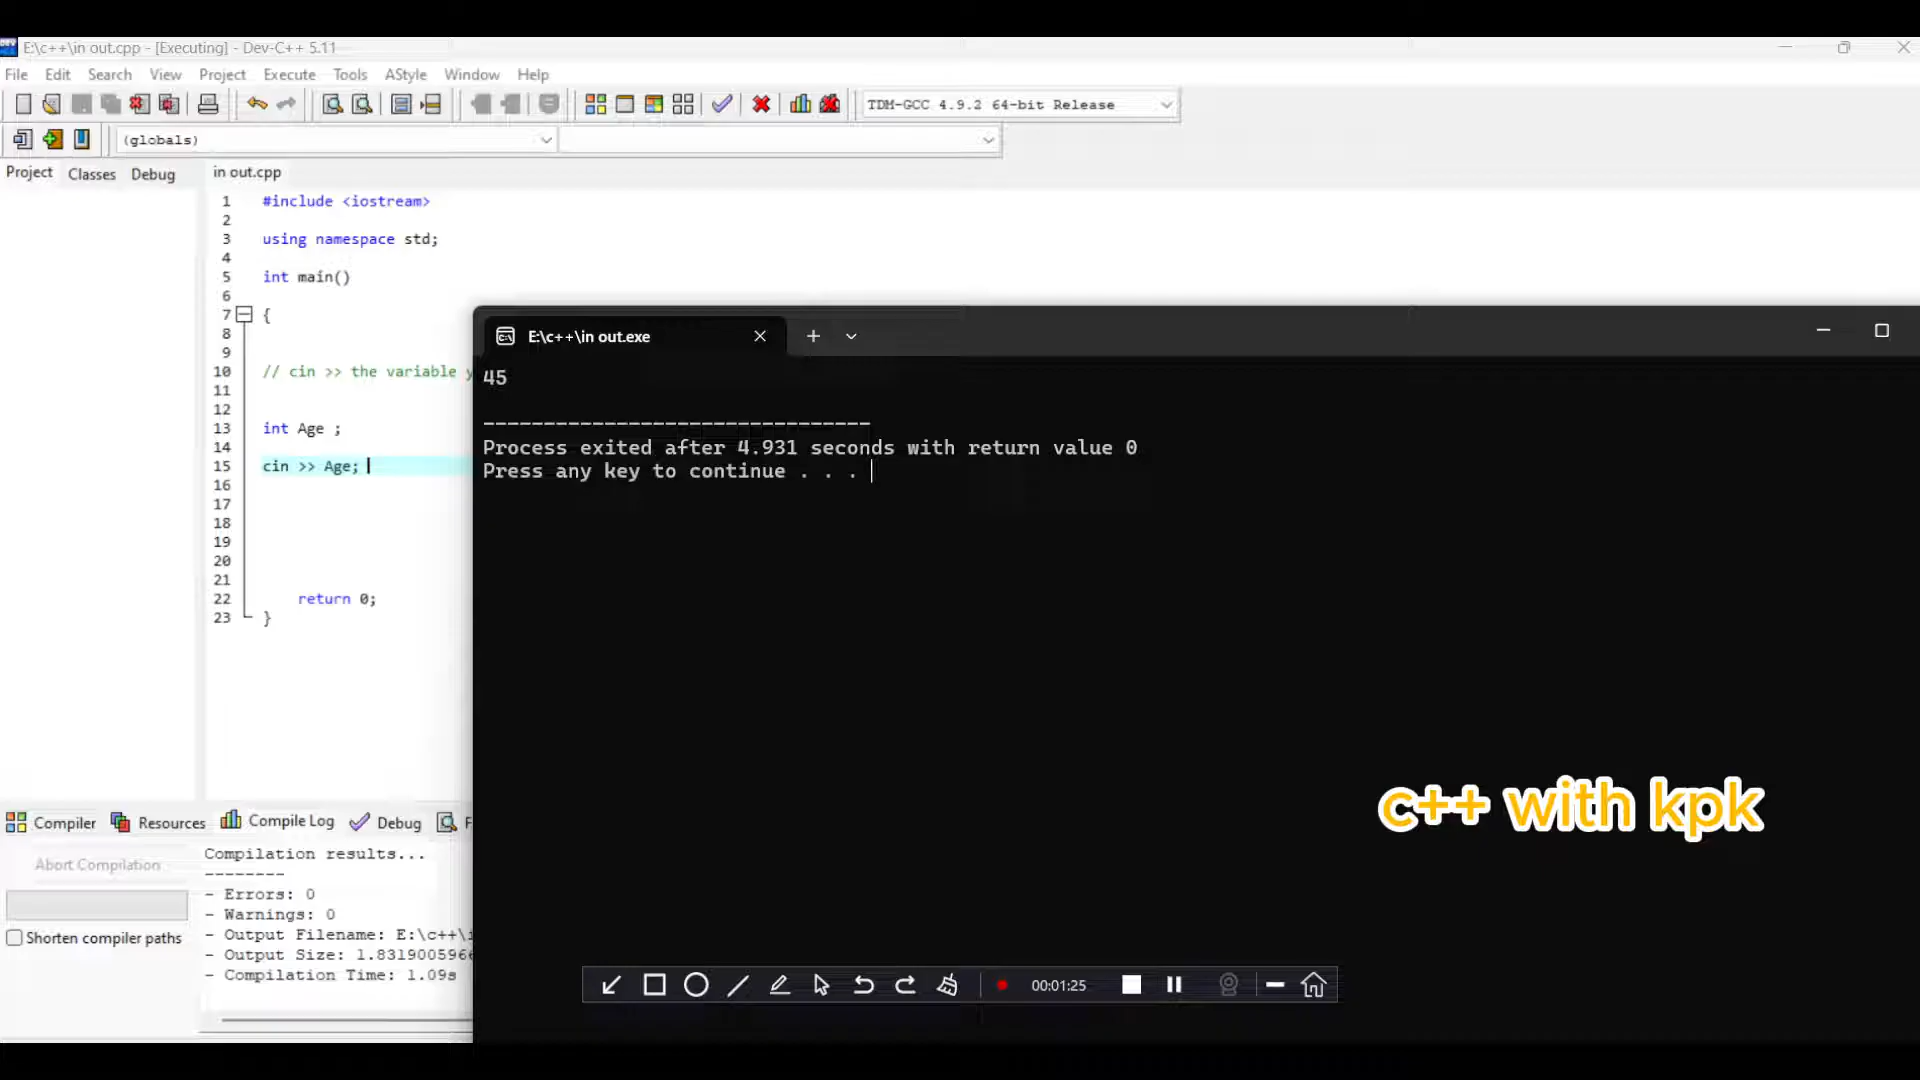 E:\c++\in out.cpp - [Executing] - Dev-C++ 5.11
File Edit Search View Project Execute Tools AStyle Window Help
TDM-GCC 4.9.2 64-bit Release
(globals)
Project Classes Debug
in out.cpp
1 #include <iostream>
2
3 using namespace std;
4
5 int main()
6
7 {
8
9
10 // cin >> the variable
11
12
13 int Age ;
14
15 cin >> Age;
16
17
18
19
20
21
22 return 0;
23 }
E:\c++\in out.exe
45
--------------------------------
Process exited after 4.931 seconds with return value 0
Press any key to continue . . .
c++ with kpk
Compiler Resources Compile Log Debug
Abort Compilation
Shorten compiler paths
Compilation results...
--------
- Errors: 0
- Warnings: 0
- Output Filename: E:\c++\
- Output Size: 1.831900596
- Compilation Time: 1.09s
00:01:25